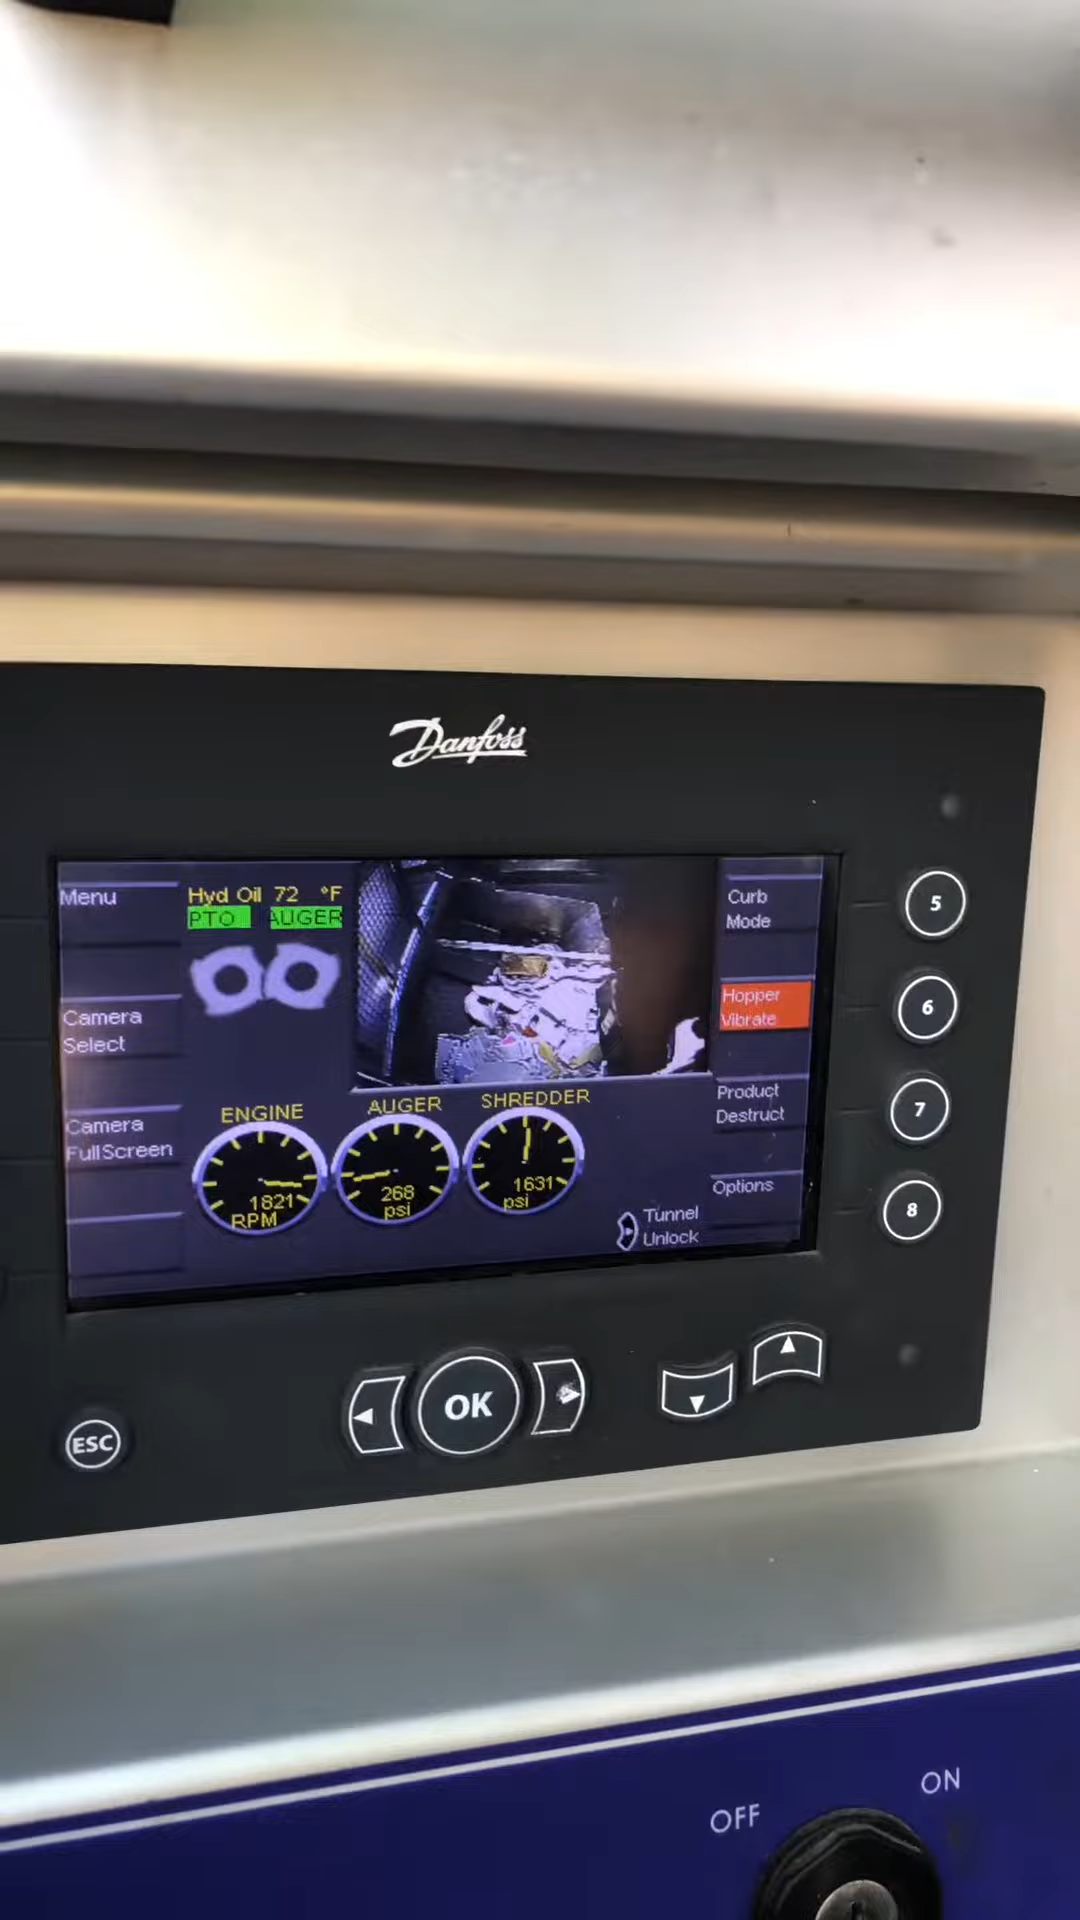 Danfoss
Menu
Hyd Oil 72 °F
PTO AUGER
Curb
Mode
5
Camera
Select
Hopper
Vibrate
6
Camera
FullScreen
ENGINE AUGER SHREDDER
Product
Destruct
7
1821
RPM
268
psi
1631
psi
Options
8
Tunnel
Unlock
ESC
OK
OFF
ON